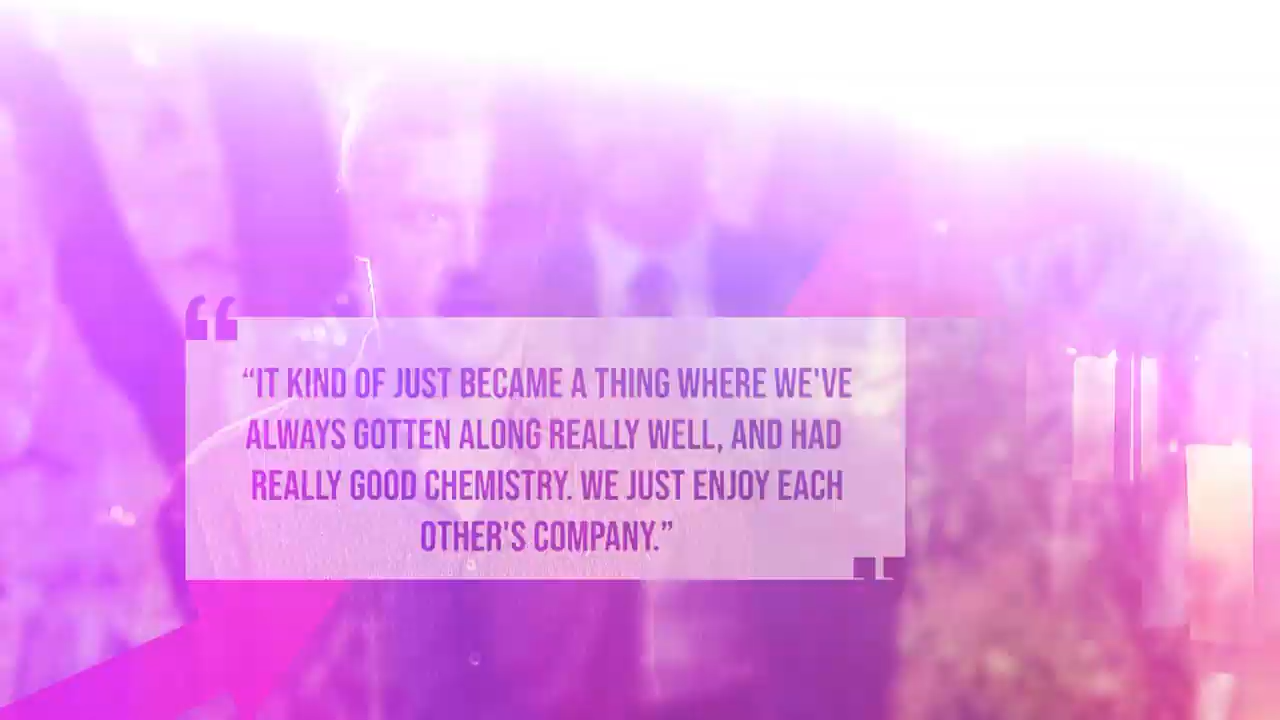 “IT KIND OF JUST BECAME A THING WHERE WE'VE
ALWAYS GOTTEN ALONG REALLY WELL, AND HAD
REALLY GOOD CHEMISTRY. WE JUST ENJOY EACH
OTHER'S COMPANY.”